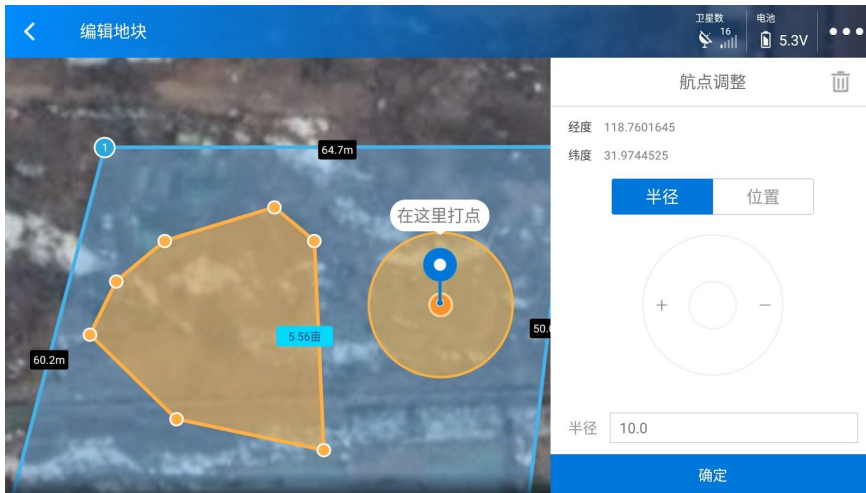 编辑地块
卫星数
16
电池
5.3V
航点调整
经度 118.7601645
纬度 31.9744525
半径 位置
1
64.7m
在这里打点
5.56亩
50.
60.2m
+ −
半径 10.0
确定